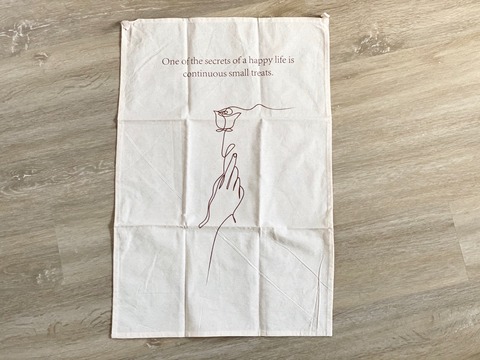 One of the secrets of a happy life is
continuous small treats.